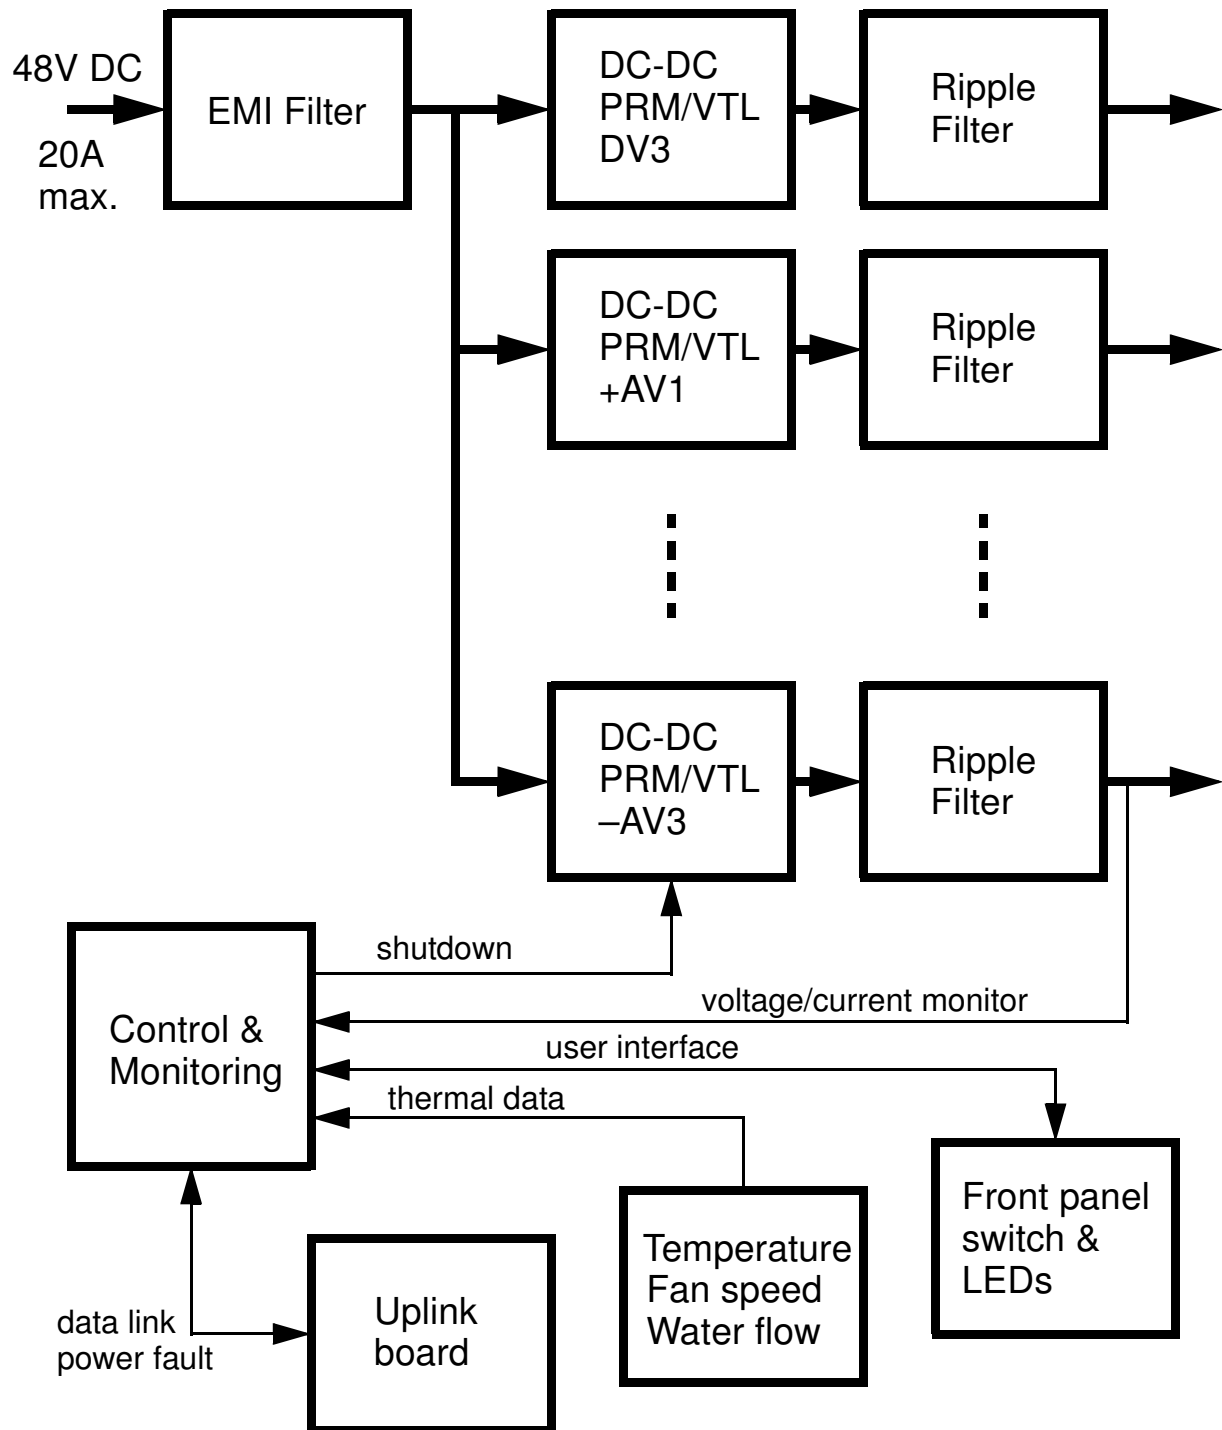 48V DC
20A
max.
EMI Filter
DC-DC
PRM/VTL
DV3
Ripple
Filter
DC-DC
PRM/VTL
+AV1
Ripple
Filter
DC-DC
PRM/VTL
–AV3
Ripple
Filter
shutdown
voltage/current monitor
user interface
thermal data
Control &
Monitoring
Front panel
switch &
LEDs
Temperature
Fan speed
Water flow
Uplink
board
data link
power fault